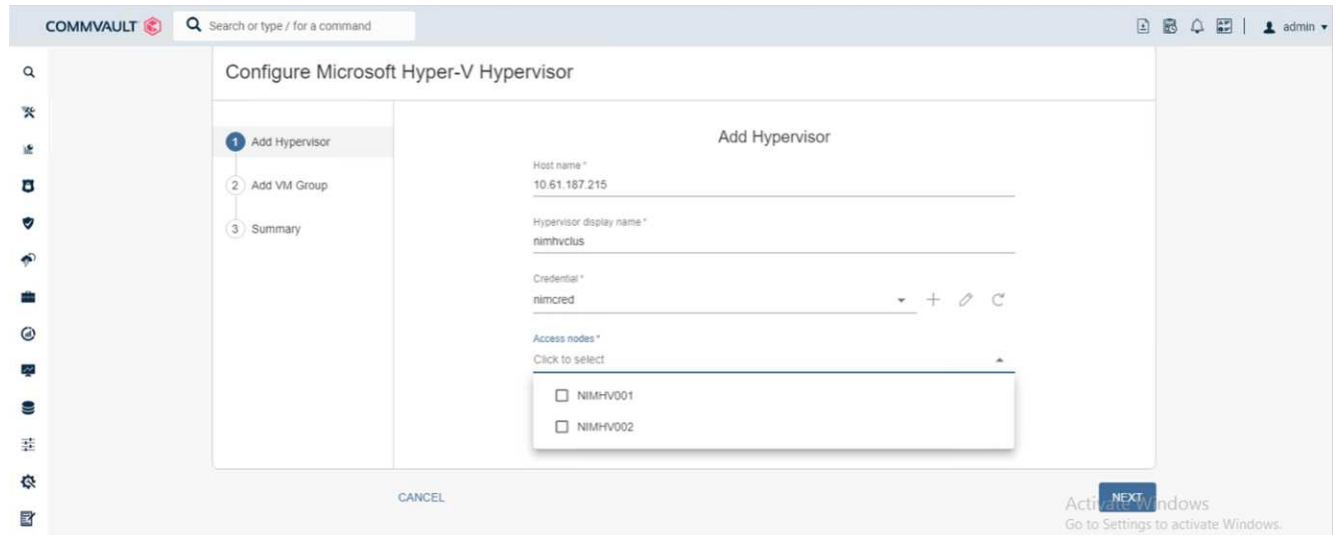 COMMVAULT
Search or type / for a command
admin
Configure Microsoft Hyper-V Hypervisor
1 Add Hypervisor
2 Add VM Group
3 Summary
Add Hypervisor
Host name *
10.61.187.215
Hypervisor display name *
nimhvclus
Credential *
nimcred
Access nodes *
Click to select
NIMHV001
NIMHV002
CANCEL
NEXT
Activate Windows
Go to Settings to activate Windows.